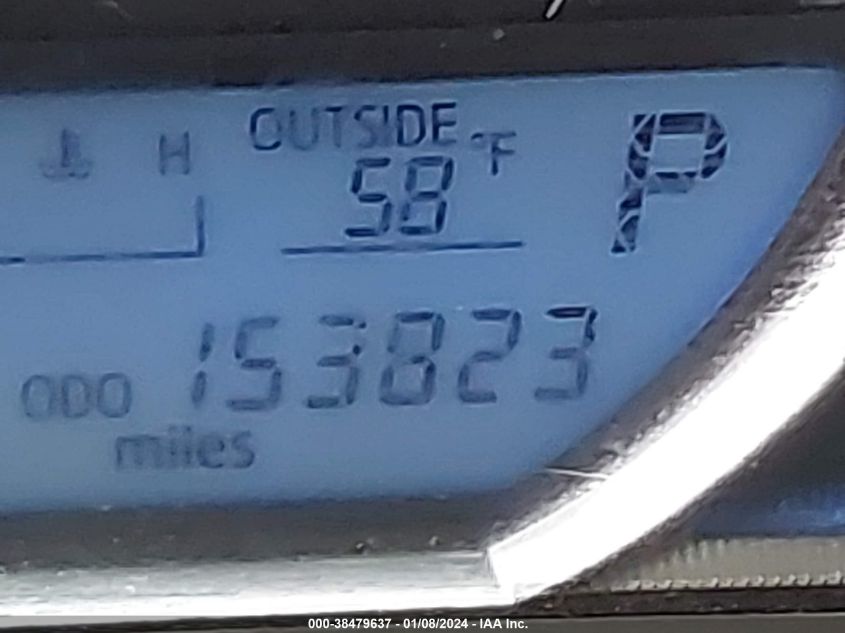 H OUTSIDE °F P
58
ODO 153823
miles
000-38479637 - 01/08/2024 - IAA Inc.